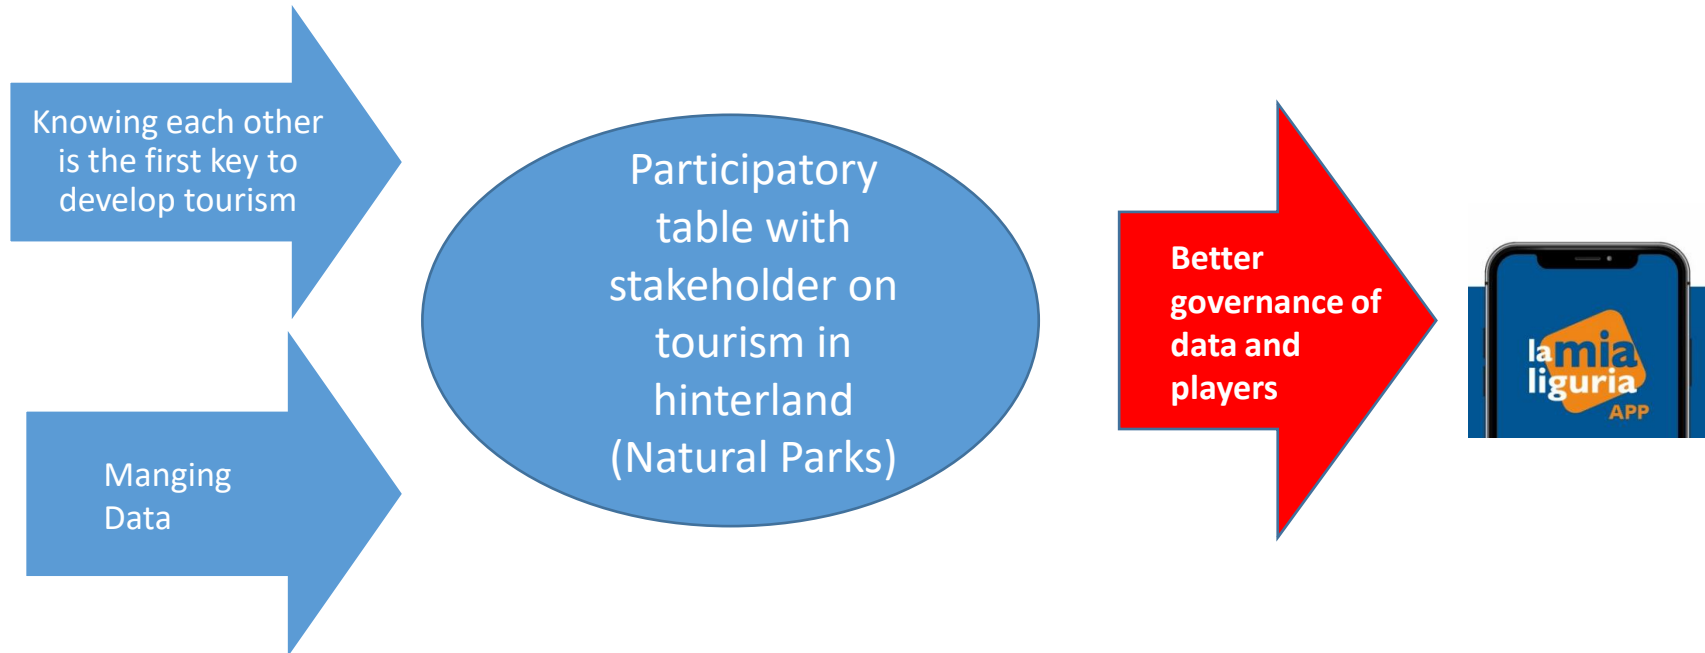 Knowing each other
is the first key to
develop tourism
Manging
Data
Participatory
table with
stakeholder on
tourism in
hinterland
(Natural Parks)
Better
governance of
data and
players
la mia
liguria
APP